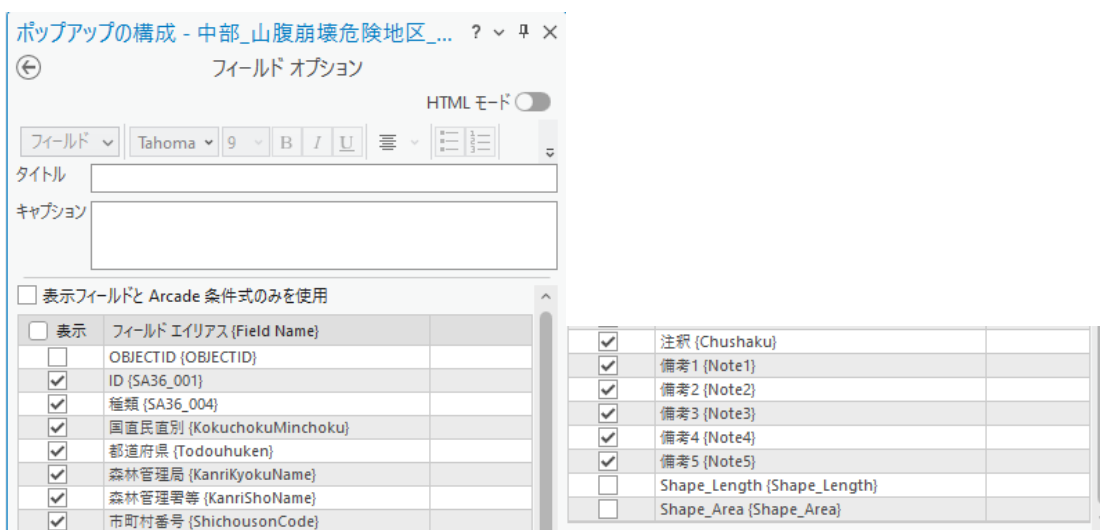 ポップアップの構成 - 中部_山腹崩壊危険地区_...
フィールド オプション
HTML モード
フィールド Tahoma 9 B I U
タイトル
キャプション
表示フィールドと Arcade 条件式のみを使用
表示 フィールド エイリアス {Field Name}
OBJECTID {OBJECTID}
ID {SA36_001}
種類 {SA36_004}
国直民直別 {KokuchokuMinchoku}
都道府県 {Todouhuken}
森林管理局 {KanriKyokuName}
森林管理署等 {KanriShoName}
市町村番号 {ShichousonCode}
注釈 {Chushaku}
備考1 {Note1}
備考2 {Note2}
備考3 {Note3}
備考4 {Note4}
備考5 {Note5}
Shape_Length {Shape_Length}
Shape_Area {Shape_Area}